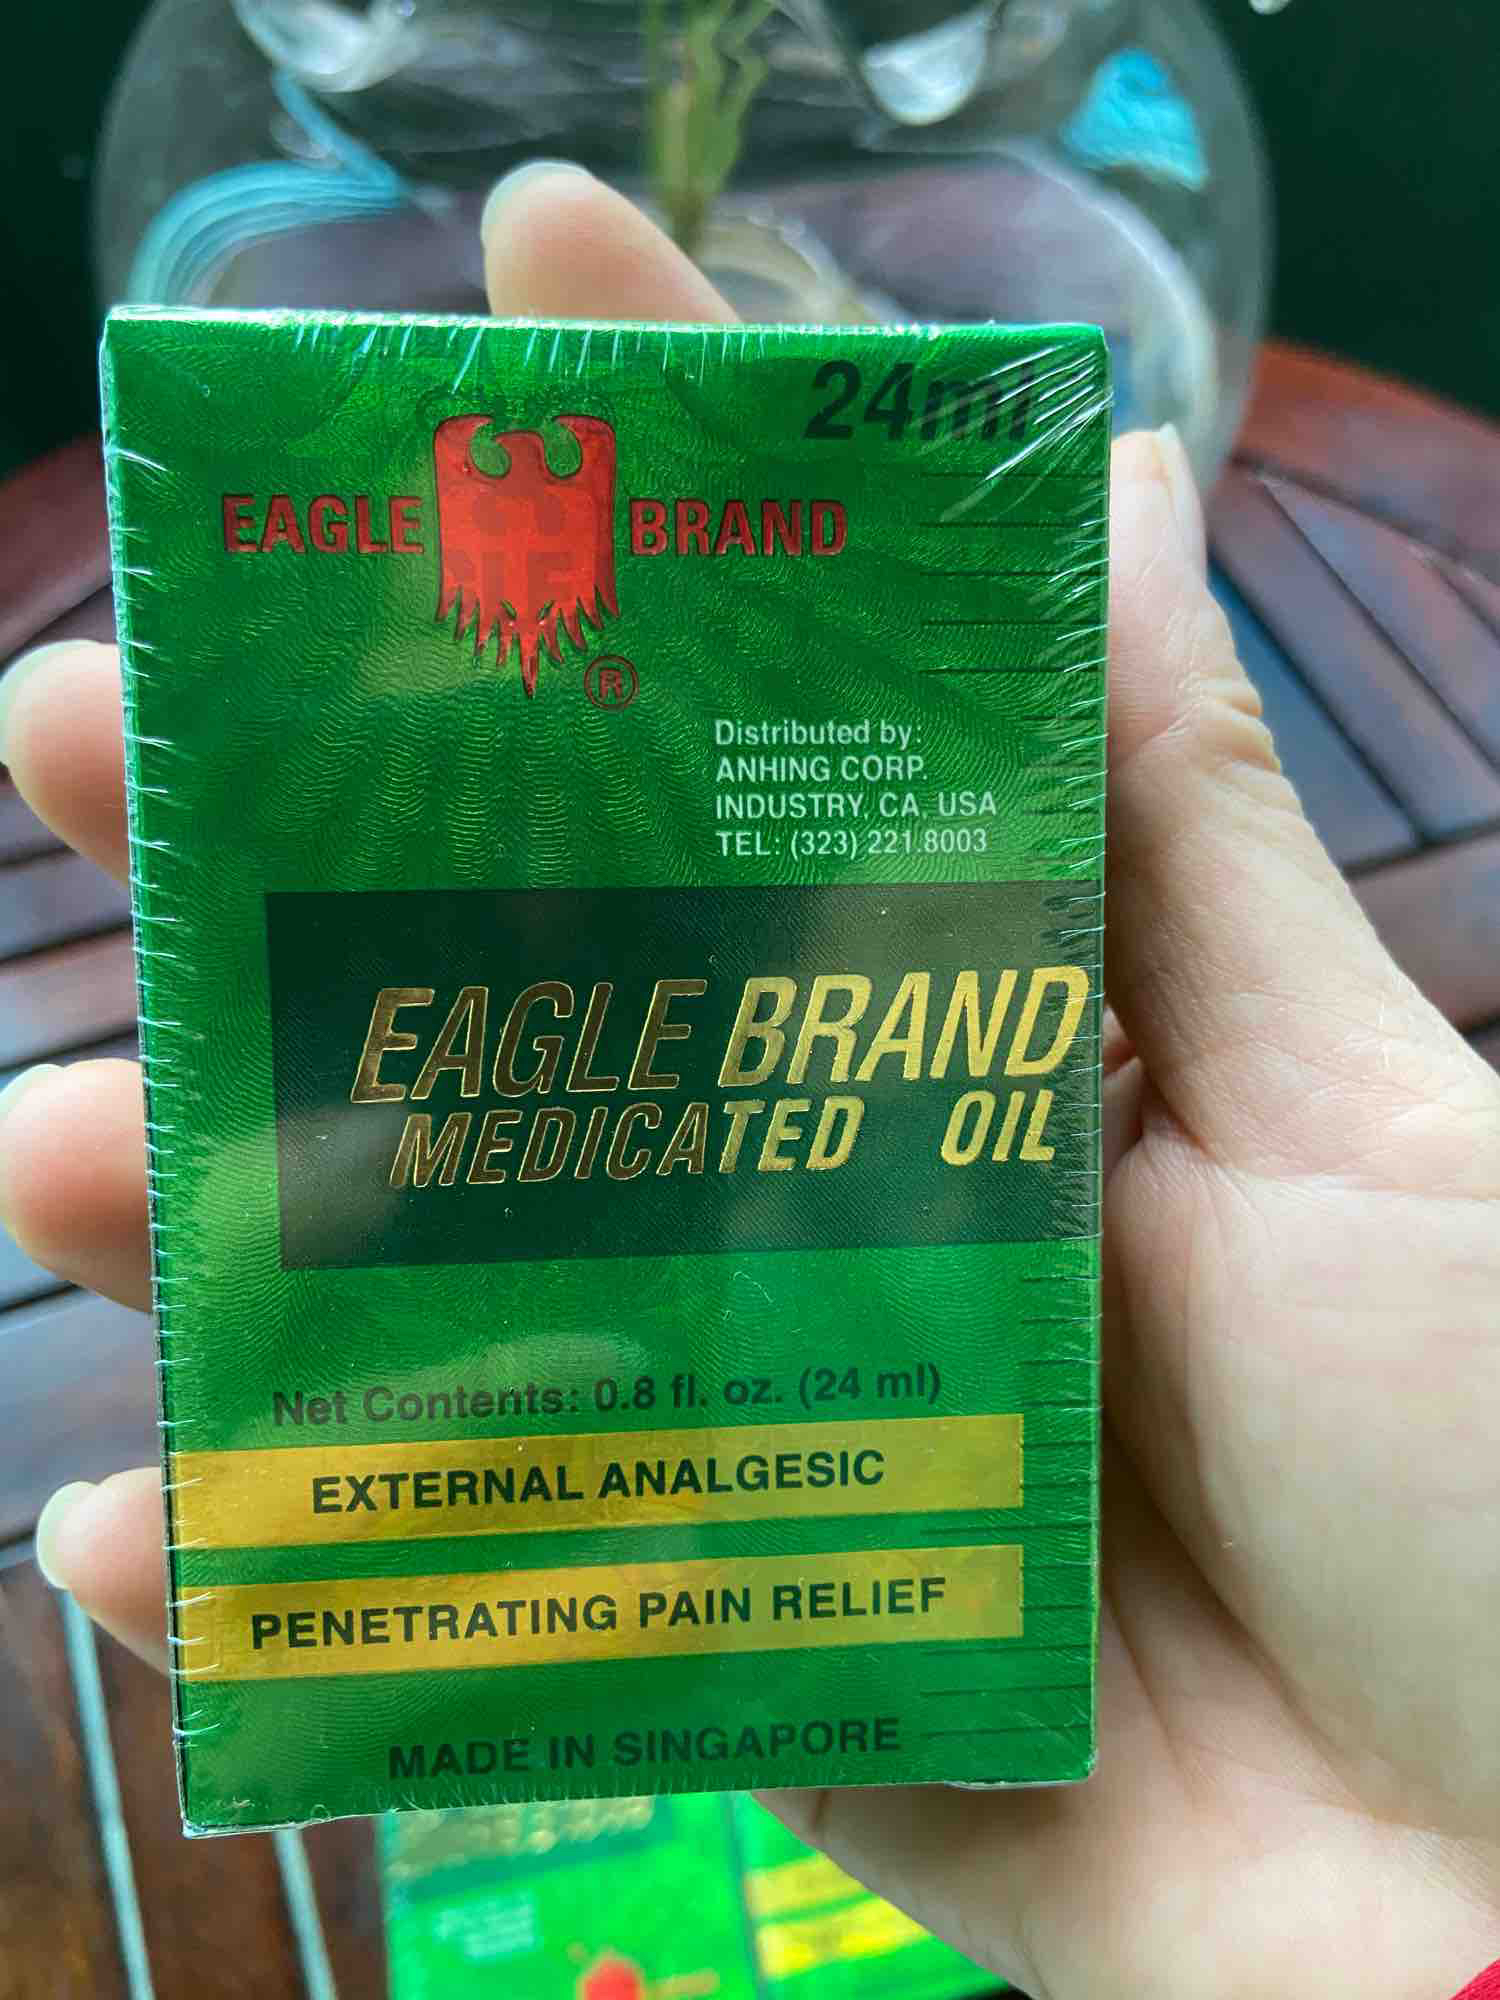 24ml
EAGLE BRAND
®
Distributed by:
ANHING CORP.
INDUSTRY, CA, USA
TEL: (323) 221.8003
EAGLE BRAND
MEDICATED OIL
Net Contents: 0.8 fl. oz. (24 ml)
EXTERNAL ANALGESIC
PENETRATING PAIN RELIEF
MADE IN SINGAPORE